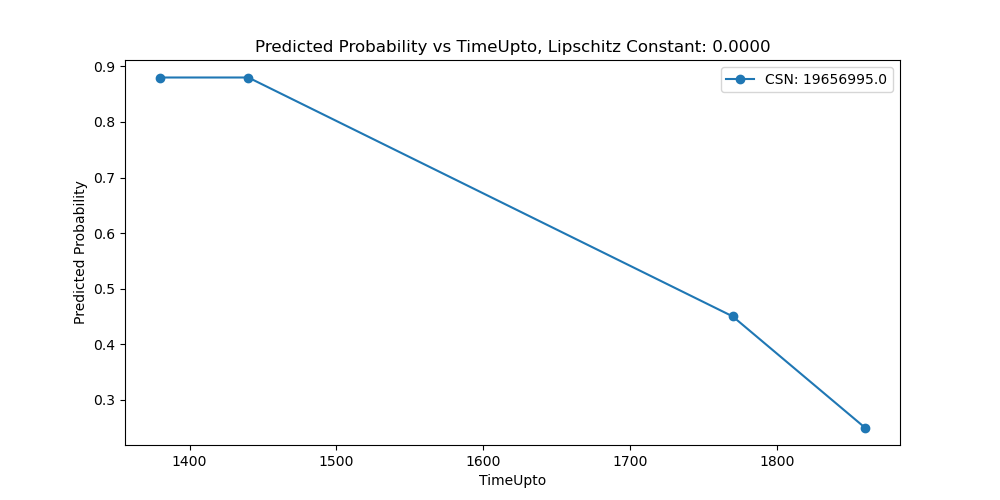 Predicted Probability vs TimeUpto, Lipschitz Constant: 0.0000
CSN: 19656995.0
Predicted Probability
0.9
0.8
0.7
0.6
0.5
0.4
0.3
1400 1500 1600 1700 1800
TimeUpto